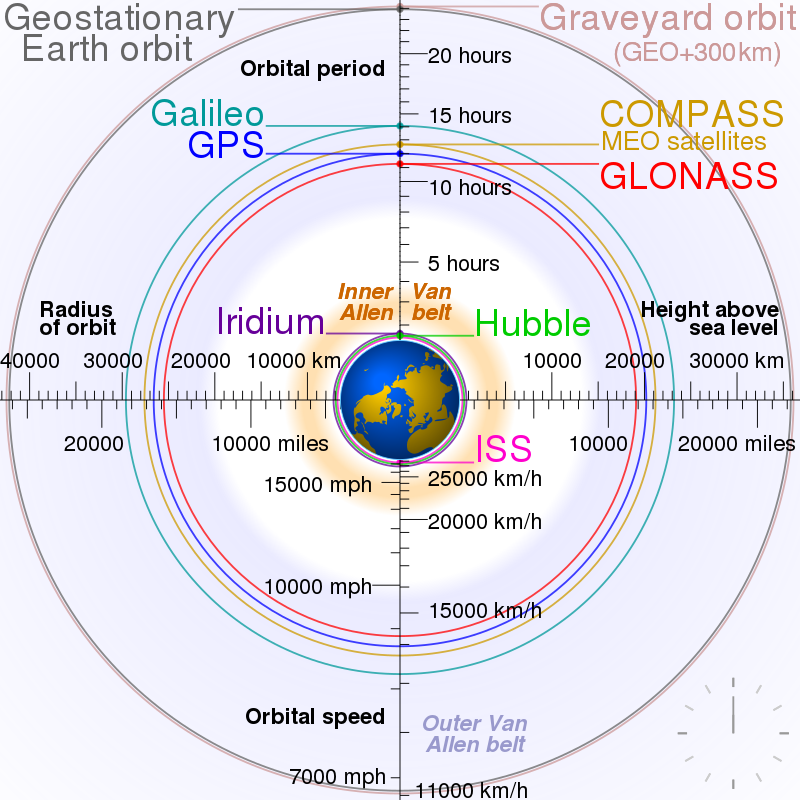 Geostationary
Earth orbit
Graveyard orbit
(GEO+300km)
Orbital period
20 hours
Galileo
15 hours
COMPASS
MEO satellites
GPS
GLONASS
10 hours
5 hours
Inner Van
Allen belt
Radius
of orbit
Iridium
Hubble
Height above
sea level
40000 30000 20000 10000 km
10000 20000 30000 km
20000 10000 miles
10000 20000 miles
ISS
15000 mph
25000 km/h
20000 km/h
10000 mph
15000 km/h
Orbital speed
Outer Van
Allen belt
7000 mph
11000 km/h